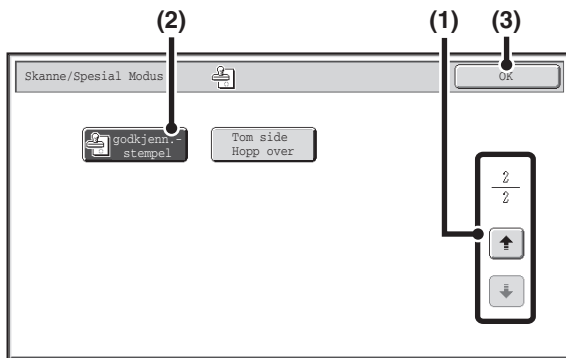 (2) (1) (3)
Skanne/Spesial Modus OK
godkjenn.-
stempel
Tom side
Hopp over
2
2